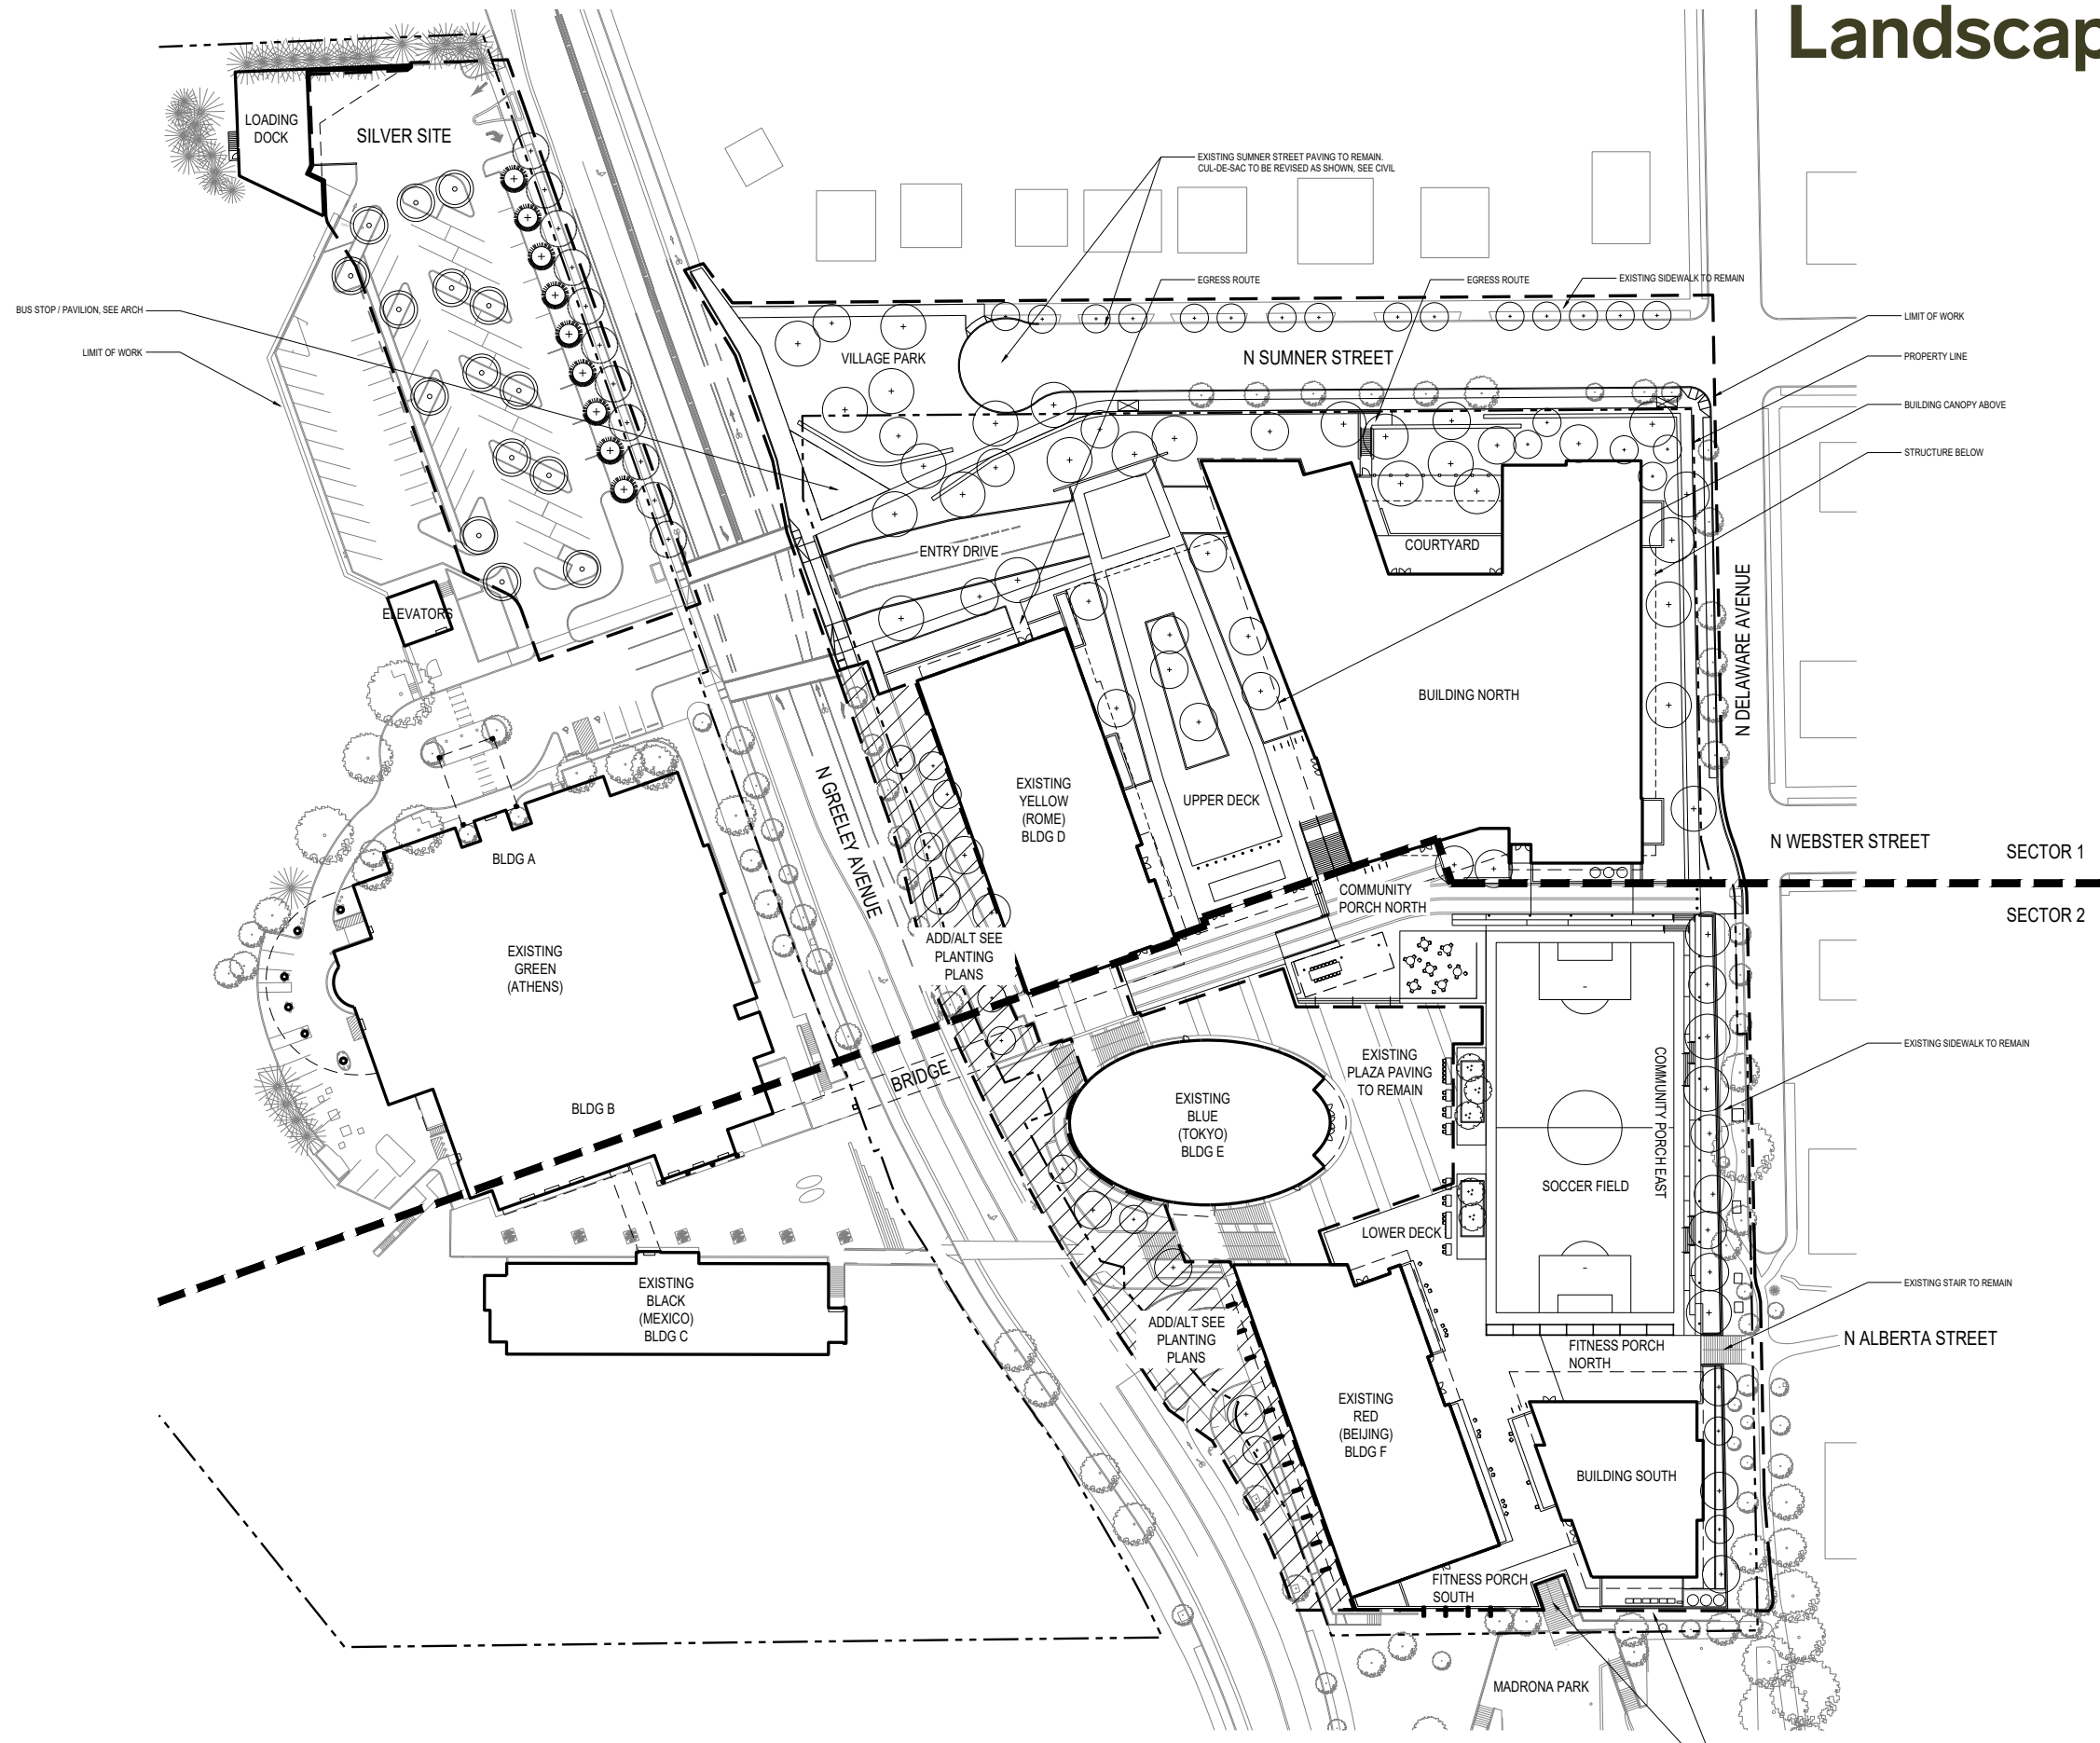 Landscap
LOADING
DOCK
SILVER SITE
EXISTING SUMNER STREET PAVING TO REMAIN.
CUL-DE-SAC TO BE REVISED AS SHOWN, SEE CIVIL
EGRESS ROUTE
EGRESS ROUTE
EXISTING SIDEWALK TO REMAIN
BUS STOP / PAVILION, SEE ARCH
LIMIT OF WORK
LIMIT OF WORK
VILLAGE PARK
N SUMNER STREET
PROPERTY LINE
BUILDING CANOPY ABOVE
STRUCTURE BELOW
ENTRY DRIVE
COURTYARD
ELEVATORS
N DELAWARE AVENUE
BUILDING NORTH
N GREELEY AVENUE
EXISTING
YELLOW
(ROME)
BLDG D
UPPER DECK
BLDG A
N WEBSTER STREET
SECTOR 1
COMMUNITY
PORCH NORTH
SECTOR 2
ADD/ALT SEE
PLANTING
PLANS
EXISTING
GREEN
(ATHENS)
EXISTING SIDEWALK TO REMAIN
EXISTING
PLAZA PAVING
TO REMAIN
BRIDGE
COMMUNITY PORCH EAST
BLDG B
EXISTING
BLUE
(TOKYO)
BLDG E
SOCCER FIELD
LOWER DECK
EXISTING
BLACK
(MEXICO)
BLDG C
EXISTING STAIR TO REMAIN
ADD/ALT SEE
PLANTING
PLANS
FITNESS PORCH
NORTH
N ALBERTA STREET
EXISTING
RED
(BEIJING)
BLDG F
BUILDING SOUTH
FITNESS PORCH
SOUTH
MADRONA PARK